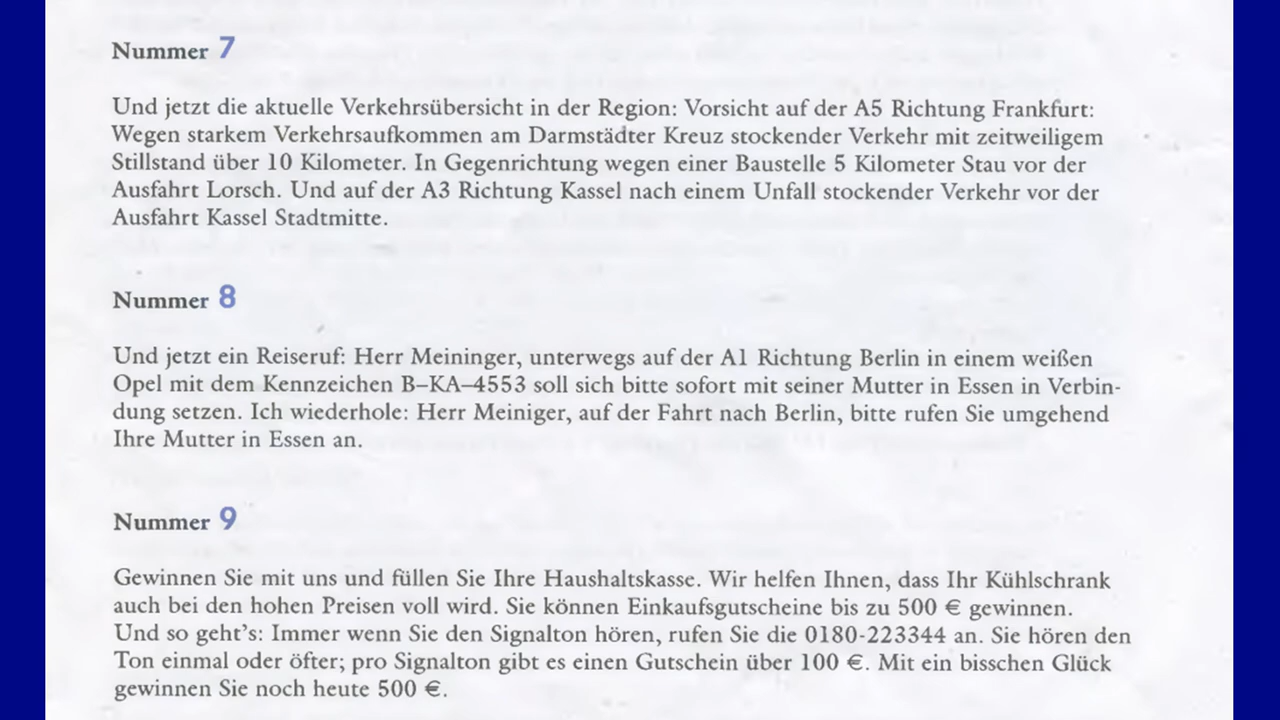 Nummer 7
Und jetzt die aktuelle Verkehrsübersicht in der Region: Vorsicht auf der A5 Richtung Frankfurt:
Wegen starkem Verkehrsaufkommen am Darmstädter Kreuz stockender Verkehr mit zeitweiligem
Stillstand über 10 Kilometer. In Gegenrichtung wegen einer Baustelle 5 Kilometer Stau vor der
Ausfahrt Lorsch. Und auf der A3 Richtung Kassel nach einem Unfall stockender Verkehr vor der
Ausfahrt Kassel Stadtmitte.
Nummer 8
Und jetzt ein Reiseruf: Herr Meininger, unterwegs auf der A1 Richtung Berlin in einem weißen
Opel mit dem Kennzeichen B–KA–4553 soll sich bitte sofort mit seiner Mutter in Essen in Verbin-
dung setzen. Ich wiederhole: Herr Meiniger, auf der Fahrt nach Berlin, bitte rufen Sie umgehend
Ihre Mutter in Essen an.
Nummer 9
Gewinnen Sie mit uns und füllen Sie Ihre Haushaltskasse. Wir helfen Ihnen, dass Ihr Kühlschrank
auch bei den hohen Preisen voll wird. Sie können Einkaufsgutscheine bis zu 500 € gewinnen.
Und so geht's: Immer wenn Sie den Signalton hören, rufen Sie die 0180-223344 an. Sie hören den
Ton einmal oder öfter; pro Signalton gibt es einen Gutschein über 100 €. Mit ein bisschen Glück
gewinnen Sie noch heute 500 €.